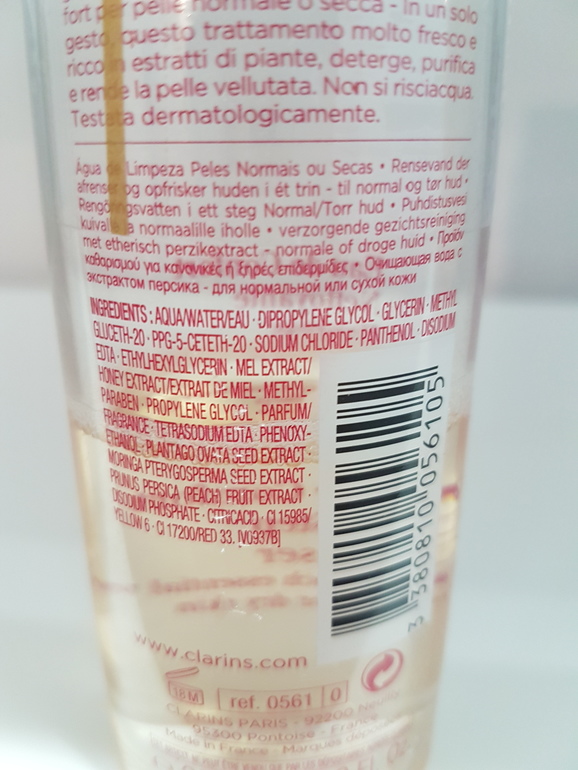 fort per pelle normale o secca - In un solo
gesto, questo trattamento molto fresco e
ricco in estratti di piante, deterge, purifica
e rende la pelle vellutata. Non si risciacqua.
Testata dermatologicamente.
Água de Limpeza Peles Normais ou Secas • Rensevand der
afrenser og opfrisker huden i ét trin - til normal og tør hud •
Rengöringsvatten i ett steg Normal/Torr hud • Puhdistusvesi
kuivalle ja normaalille iholle • verzorgende gezichtsreiniging
met etherisch perzikextract - normale of droge huid • Προϊόν
καθαρισμού για κανονικές ή ξηρές επιδερμίδες • Очищающая вода с
экстрактом персика - для нормальной или сухой кожи
INGREDIENTS : AQUA/WATER/EAU · DIPROPYLENE GLYCOL · GLYCERIN · METHYL
GLUCETH-20 · PPG-5-CETETH-20 · SODIUM CHLORIDE · PANTHENOL · DISODIUM
EDTA · ETHYLHEXYLGLYCERIN · MEL EXTRACT/
HONEY EXTRACT/EXTRAIT DE MIEL · METHYL-
PARABEN · PROPYLENE GLYCOL · PARFUM/
FRAGRANCE · TETRASODIUM EDTA · PHENOXY-
ETHANOL · PLANTAGO OVATA SEED EXTRACT ·
MORINGA PTERYGOSPERMA SEED EXTRACT ·
PRUNUS PERSICA (PEACH) FRUIT EXTRACT ·
DISODIUM PHOSPHATE · CITRIC ACID · CI 15985/
YELLOW 6 · CI 17200/RED 33. [V0937B]
3 380810 056105
www.clarins.com
18M ref. 0561 0
CLARINS PARIS - 92200 Neuilly
95300 Pontoise - France
Made in France - Marques déposées